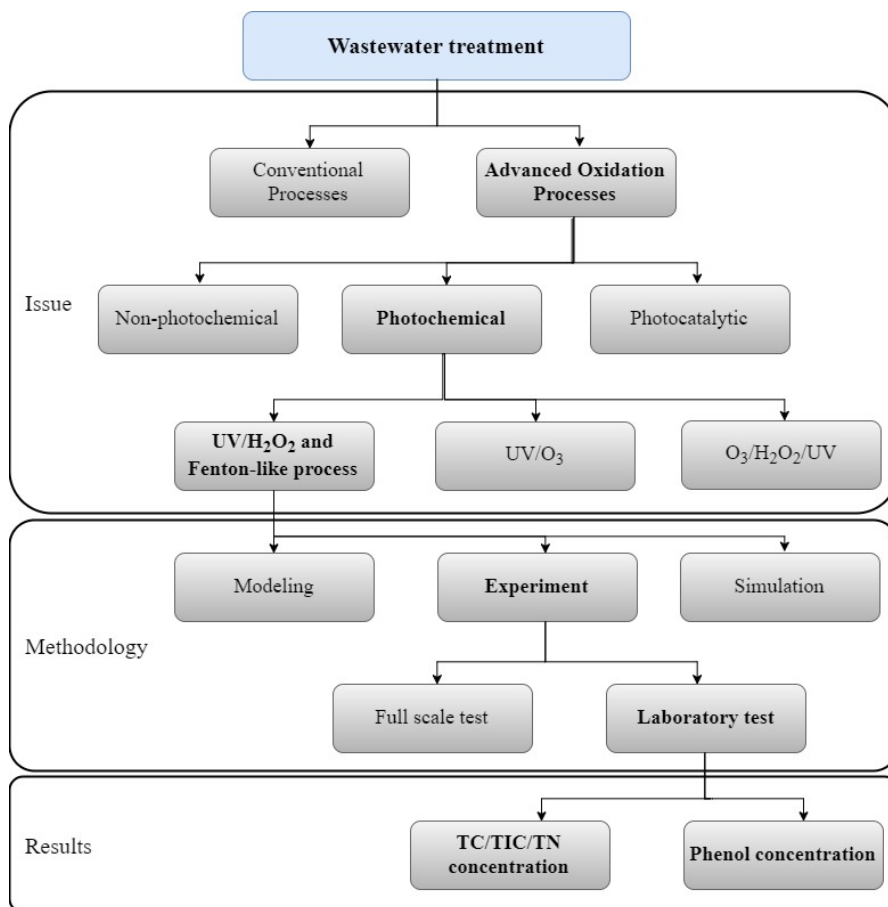 Wastewater treatment
Conventional
Processes
Advanced Oxidation
Processes
Issue
Non-photochemical
Photochemical
Photocatalytic
UV/H₂O₂ and
Fenton-like process
UV/O₃
O₃/H₂O₂/UV
Modeling
Experiment
Simulation
Methodology
Full scale test
Laboratory test
Results
TC/TIC/TN
concentration
Phenol concentration